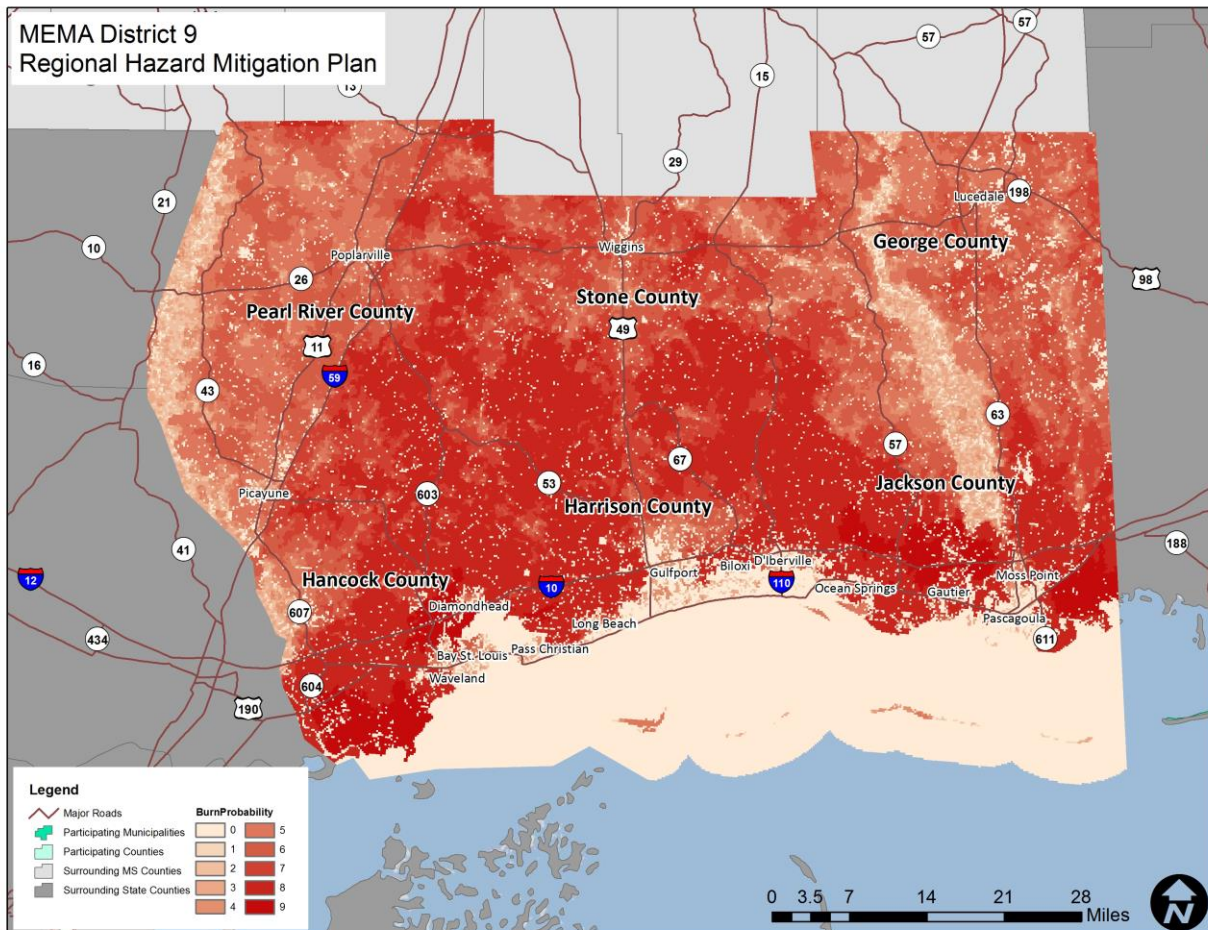 MEMA District 9
Regional Hazard Mitigation Plan
57
57
13
15
29
21
198
Lucedale
10
Poplarville
Wiggins
George County
26
98
Pearl River County
Stone County
11
49
16
59
43
63
57
67
Jackson County
53
603
Picayune
Harrison County
41
188
12
Hancock County
10
Gulfport
Biloxi
D'Iberville
110
Moss Point
Ocean Springs
Gautier
607
Diamondhead
Long Beach
Pascagoula
434
Pass Christian
611
Bay St. Louis
Waveland
604
190
Legend
Major Roads
Participating Municipalities
Participating Counties
Surrounding MS Counties
Surrounding State Counties
BurnProbability
0 5
1 6
2 7
3 8
4 9
0 3.5 7 14 21 28
Miles
N